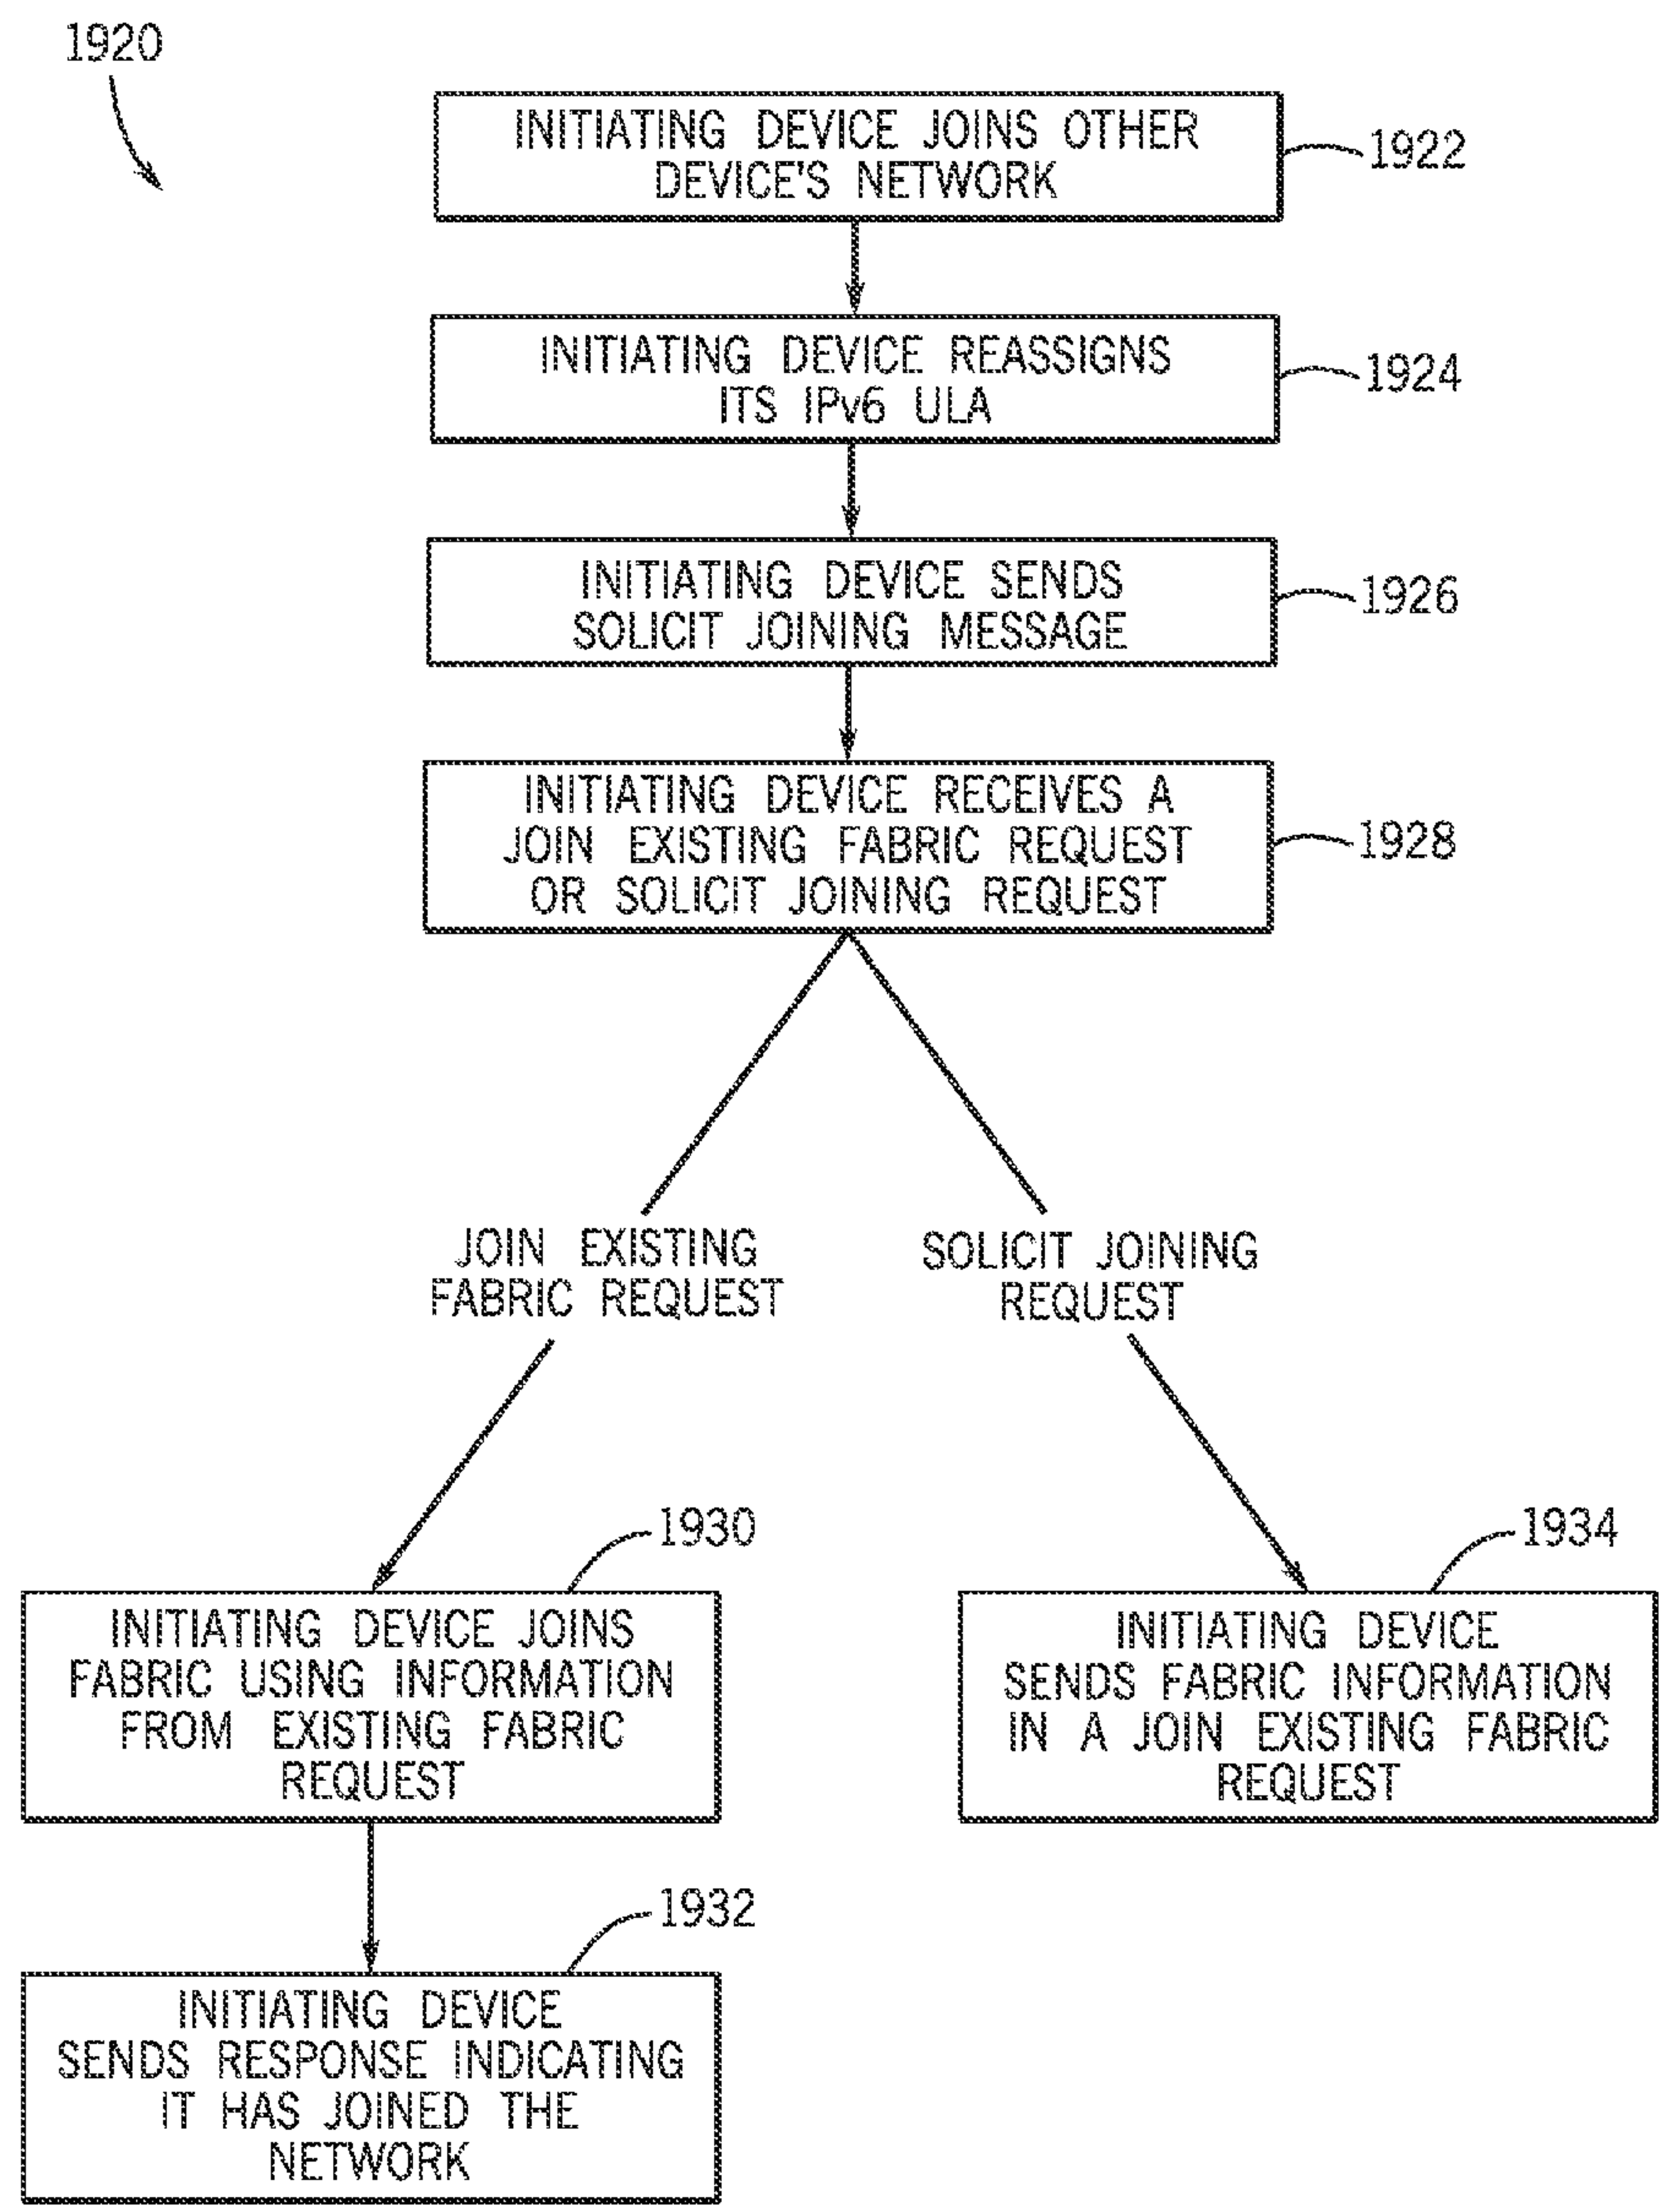 1920
INITIATING DEVICE JOINS OTHER
DEVICE'S NETWORK
1922
INITIATING DEVICE REASSIGNS
ITS IPv6 ULA
1924
INITIATING DEVICE SENDS
SOLICIT JOINING MESSAGE
1926
INITIATING DEVICE RECEIVES A
JOIN EXISTING FABRIC REQUEST
OR SOLICIT JOINING REQUEST
1928
JOIN EXISTING
FABRIC REQUEST
SOLICIT JOINING
REQUEST
1930
INITIATING DEVICE JOINS
FABRIC USING INFORMATION
FROM EXISTING FABRIC
REQUEST
1934
INITIATING DEVICE
SENDS FABRIC INFORMATION
IN A JOIN EXISTING FABRIC
REQUEST
1932
INITIATING DEVICE
SENDS RESPONSE INDICATING
IT HAS JOINED THE
NETWORK